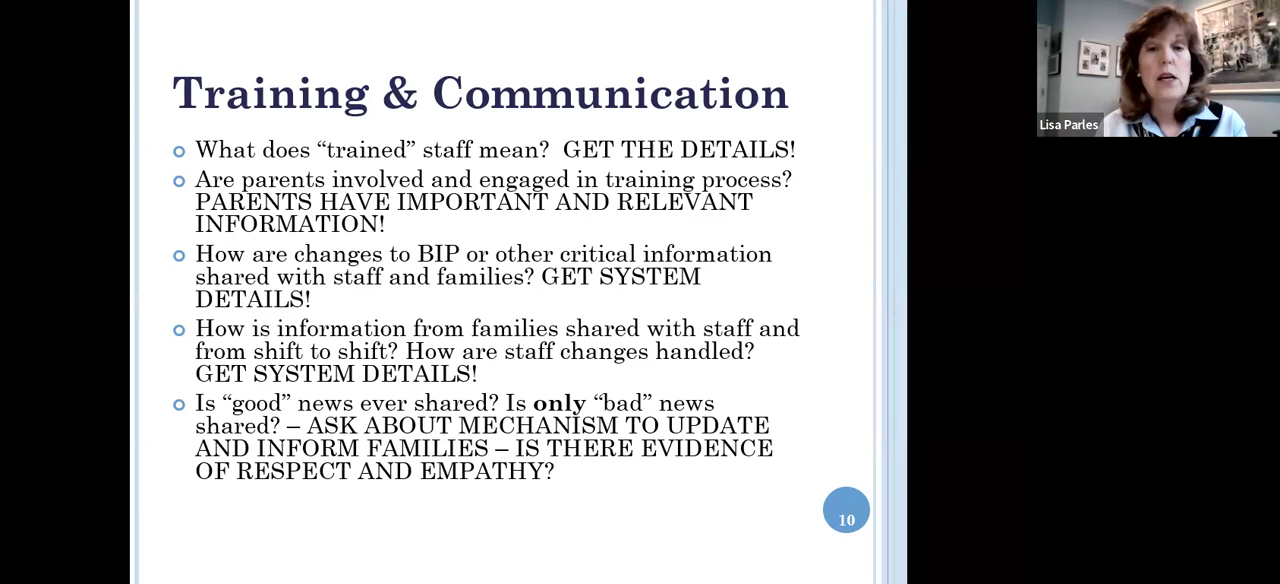 Training & Communication
What does “trained” staff mean?  GET THE DETAILS!
Are parents involved and engaged in training process?
PARENTS HAVE IMPORTANT AND RELEVANT
INFORMATION!
How are changes to BIP or other critical information
shared with staff and families? GET SYSTEM
DETAILS!
How is information from families shared with staff and
from shift to shift? How are staff changes handled?
GET SYSTEM DETAILS!
Is “good” news ever shared? Is only “bad” news
shared? – ASK ABOUT MECHANISM TO UPDATE
AND INFORM FAMILIES – IS THERE EVIDENCE
OF RESPECT AND EMPATHY?
10
Lisa Parles